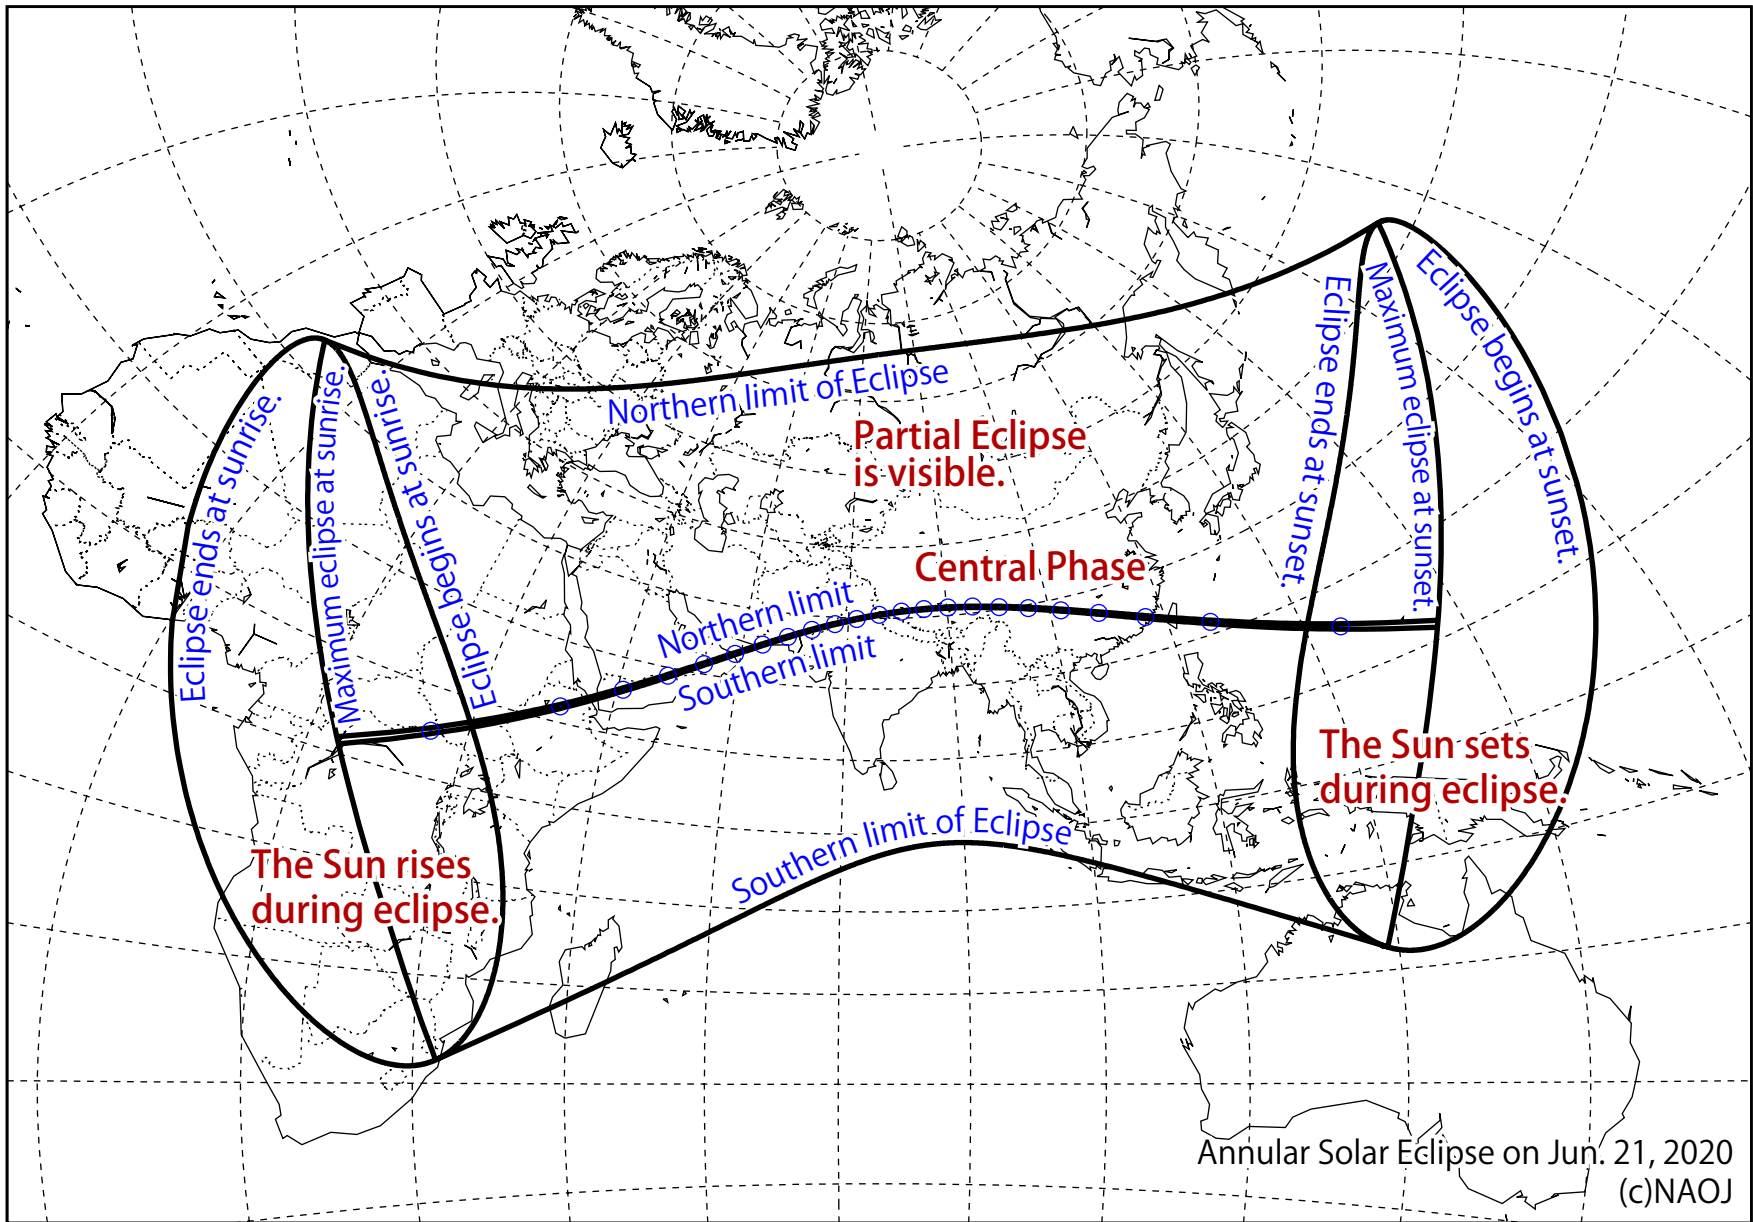 Eclipse ends at sunrise.
Maximum eclipse at sunrise.
Eclipse begins at sunrise.
Northern limit of Eclipse
Partial Eclipse
is visible.
Central Phase
Northern limit
Southern limit
Eclipse ends at sunset.
Maximum eclipse at sunset.
Eclipse begins at sunset.
The Sun sets
during eclipse.
Southern limit of Eclipse
The Sun rises
during eclipse.
Annular Solar Eclipse on Jun. 21, 2020
(c)NAOJ